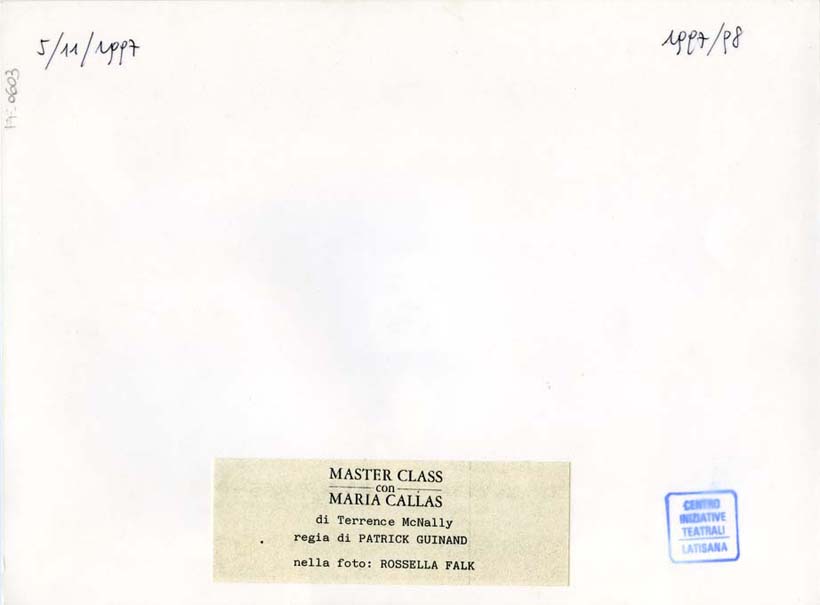 5/11/1997
1997/98
MASTER CLASS
con
MARIA CALLAS
di Terrence McNally
regia di PATRICK GUINAND
nella foto: ROSSELLA FALK
CENTRO
INIZIATIVE
TEATRALI
LATISANA